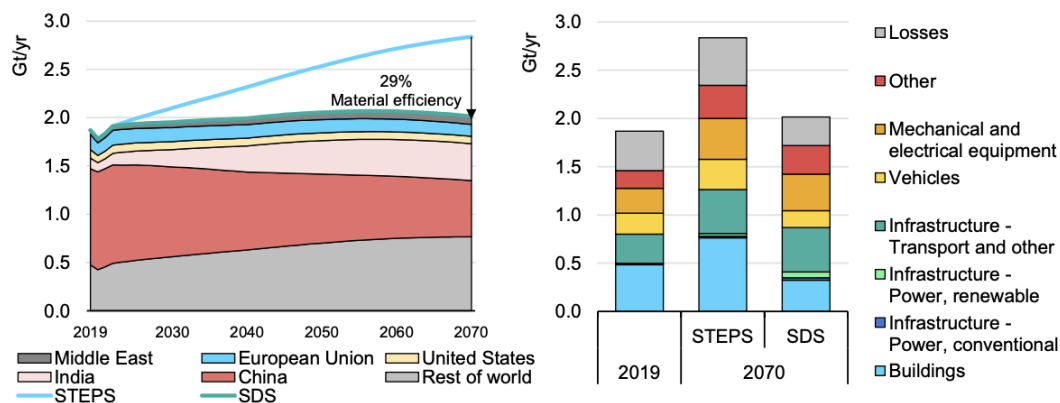 Gt/yr
3.0
2.5
2.0
1.5
1.0
0.5
0.0
29%
Material efficiency
2019
2030
2040
2050
2060
2070
Middle East
European Union
United States
India
China
Rest of world
STEPS
SDS
Gt/yr
3.0
2.5
2.0
1.5
1.0
0.5
0.0
STEPS
SDS
2019
2070
Losses
Other
Mechanical and
electrical equipment
Vehicles
Infrastructure -
Transport and other
Infrastructure -
Power, renewable
Infrastructure -
Power, conventional
Buildings